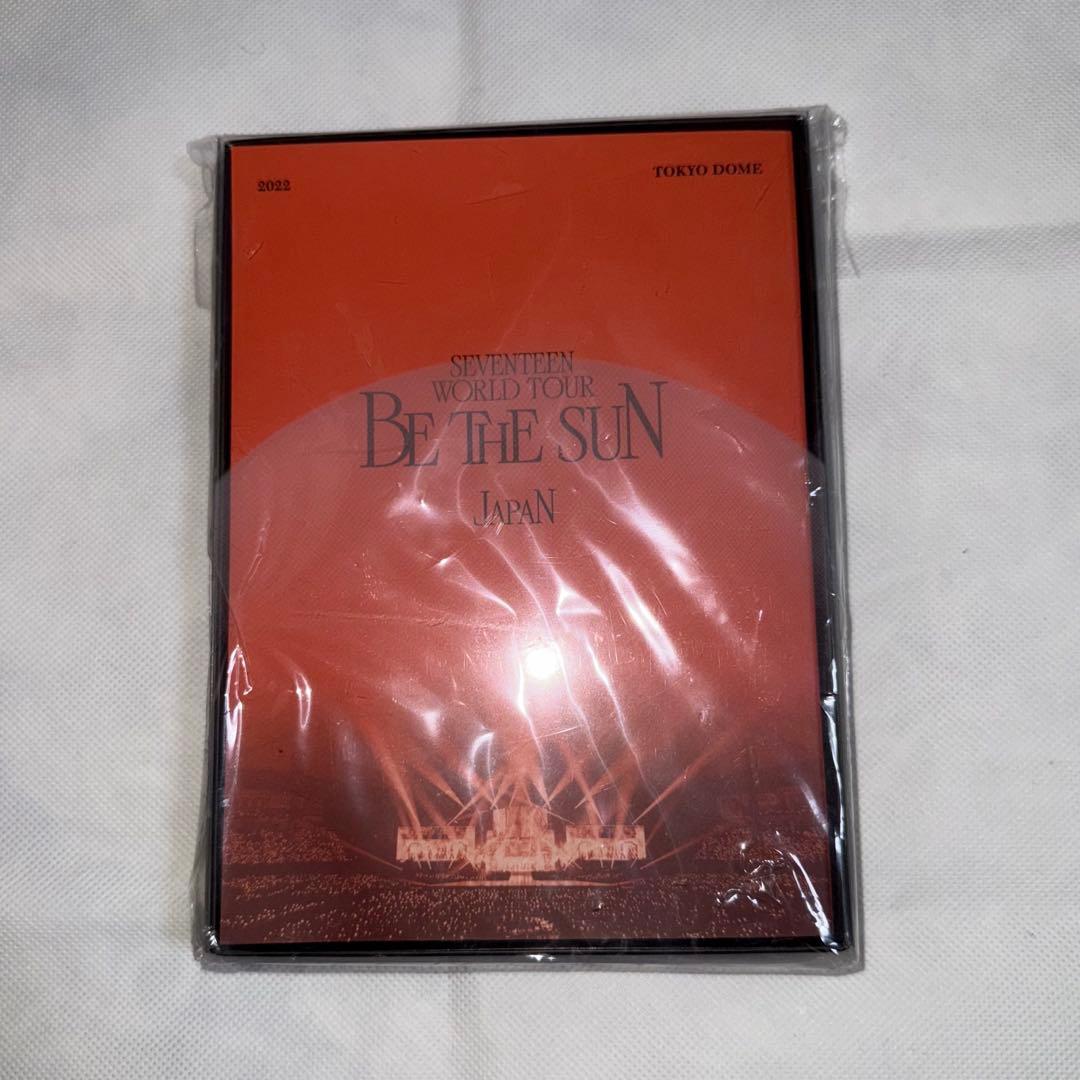 2022
TOKYO DOME
SEVENTEEN
WORLD TOUR
BE THE SUN
JAPAN